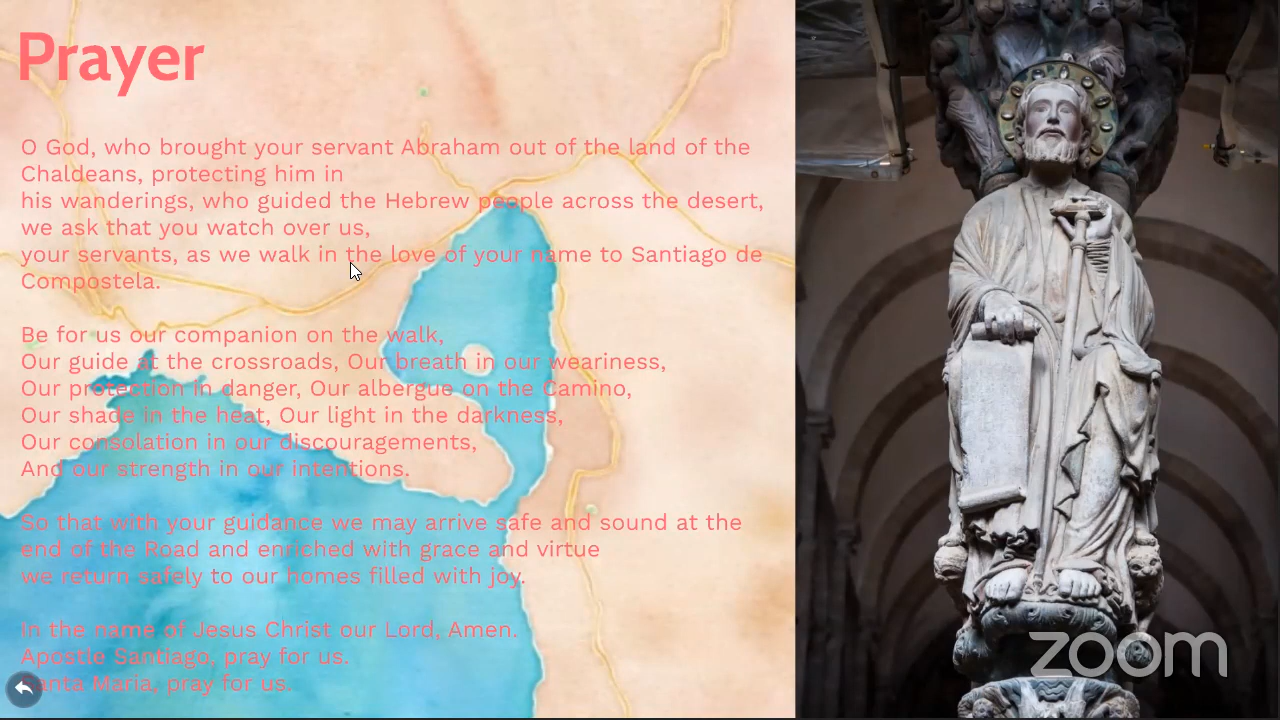 Prayer
O God, who brought your servant Abraham out of the land of the
Chaldeans, protecting him in
his wanderings, who guided the Hebrew people across the desert,
we ask that you watch over us,
your servants, as we walk in the love of your name to Santiago de
Compostela.
Be for us our companion on the walk,
Our guide at the crossroads, Our breath in our weariness,
Our protection in danger, Our albergue on the Camino,
Our shade in the heat, Our light in the darkness,
Our consolation in our discouragements,
And our strength in our intentions.
So that with your guidance we may arrive safe and sound at the
end of the Road and enriched with grace and virtue
we return safely to our homes filled with joy.
In the name of Jesus Christ our Lord, Amen.
Apostle Santiago, pray for us.
Santa Maria, pray for us.
zoom